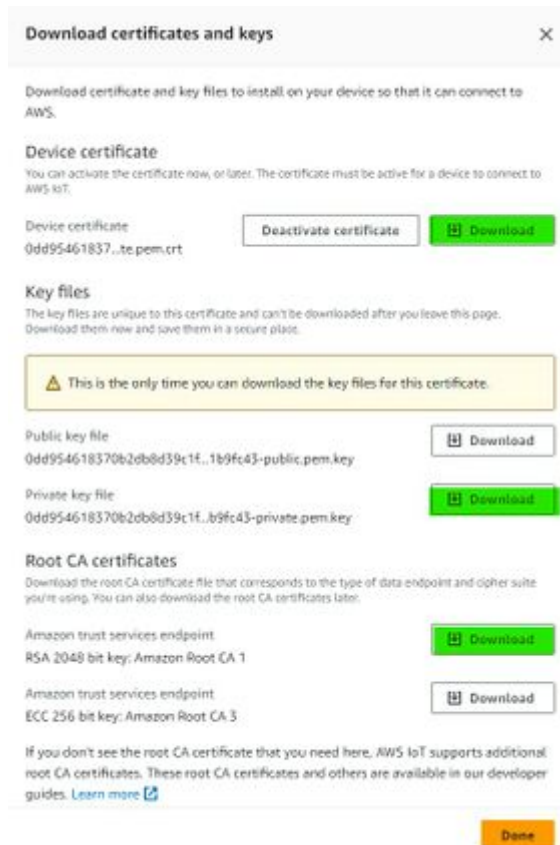 Download certificates and keys
Download certificate and key files to install on your device so that it can connect to
AWS.
Device certificate
You can activate the certificate now, or later. The certificate must be active for a device to connect to
AWS IoT.
Device certificate
0dd95461837...te.pem.crt
Deactivate certificate
Download
Key files
The key files are unique to this certificate and can't be downloaded after you leave this page.
Download them now and save them in a secure place.
This is the only time you can download the key files for this certificate.
Public key file
0dd954618370b2db8d39c1f...1b9fc43-public.pem.key
Download
Private key file
0dd954618370b2db8d39c1f...b9fc43-private.pem.key
Download
Root CA certificates
Download the root CA certificate file that corresponds to the type of data endpoint and cipher suite
you're using. You can also download the root CA certificates later.
Amazon trust services endpoint
RSA 2048 bit key: Amazon Root CA 1
Download
Amazon trust services endpoint
ECC 256 bit key: Amazon Root CA 3
Download
If you don't see the root CA certificate that you need here, AWS IoT supports additional
root CA certificates. These root CA certificates and others are available in our developer
guides. Learn more
Done